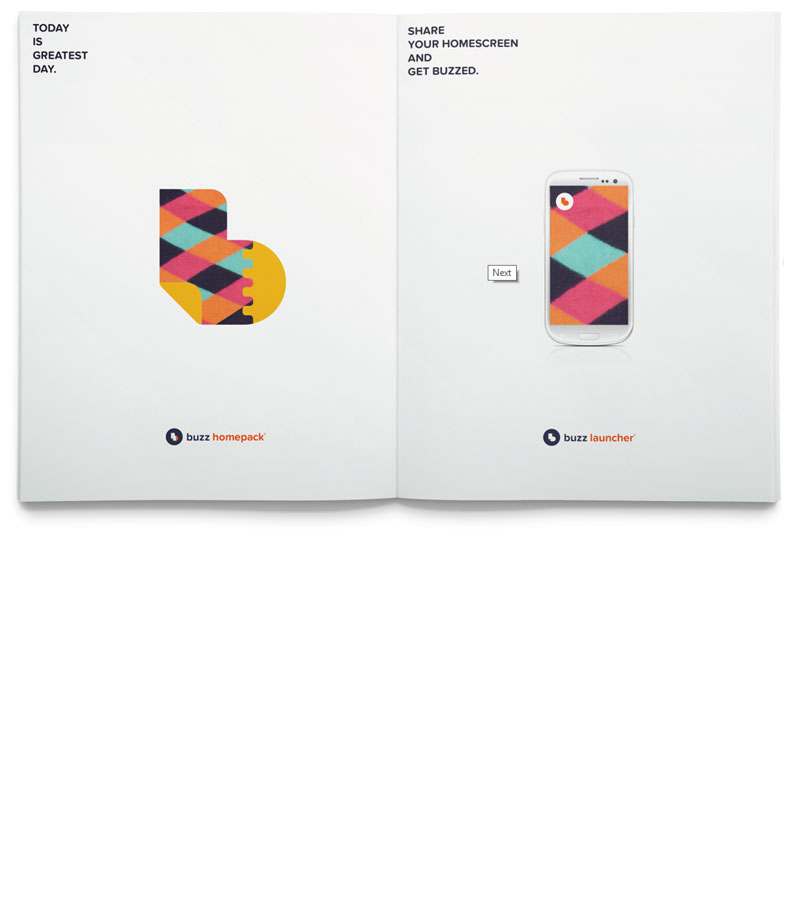 TODAY
IS
GREATEST
DAY.
buzz homepack
SHARE
YOUR HOMESCREEN
AND
GET BUZZED.
Next
buzz launcher